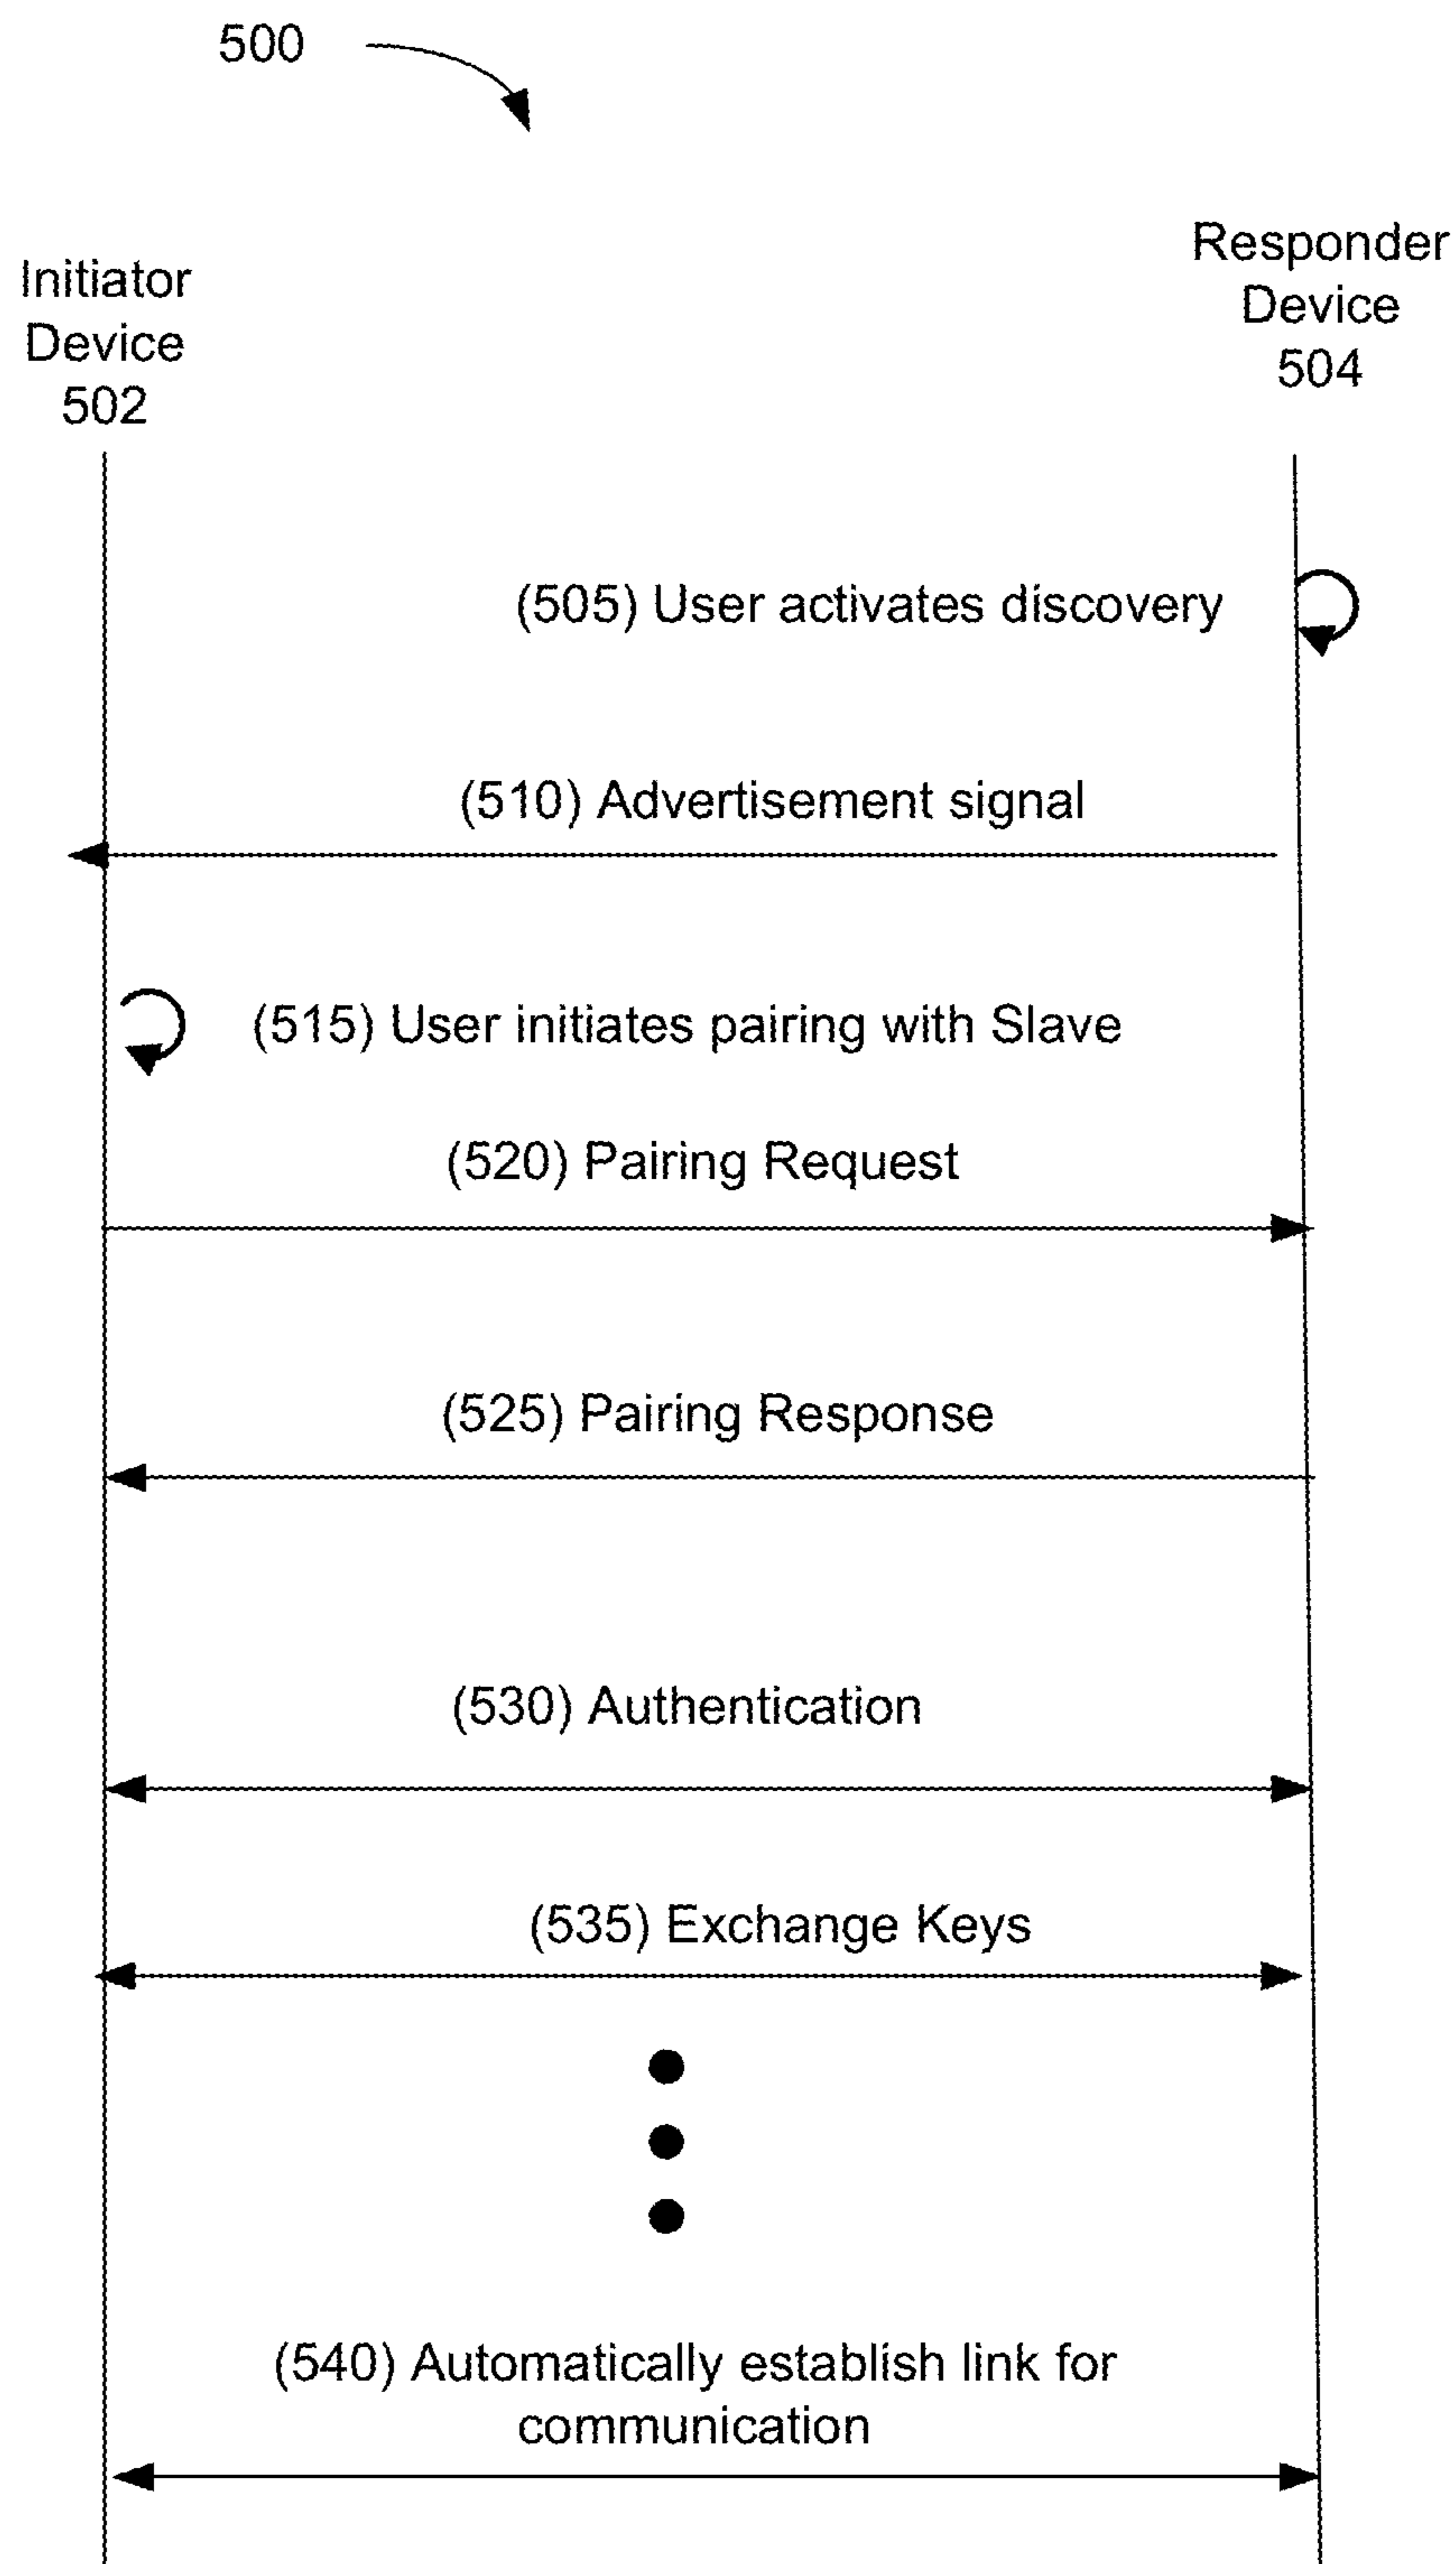 500
Initiator
Device
502
Responder
Device
504
(505) User activates discovery
(510) Advertisement signal
(515) User initiates pairing with Slave
(520) Pairing Request
(525) Pairing Response
(530) Authentication
(535) Exchange Keys
(540) Automatically establish link for
communication